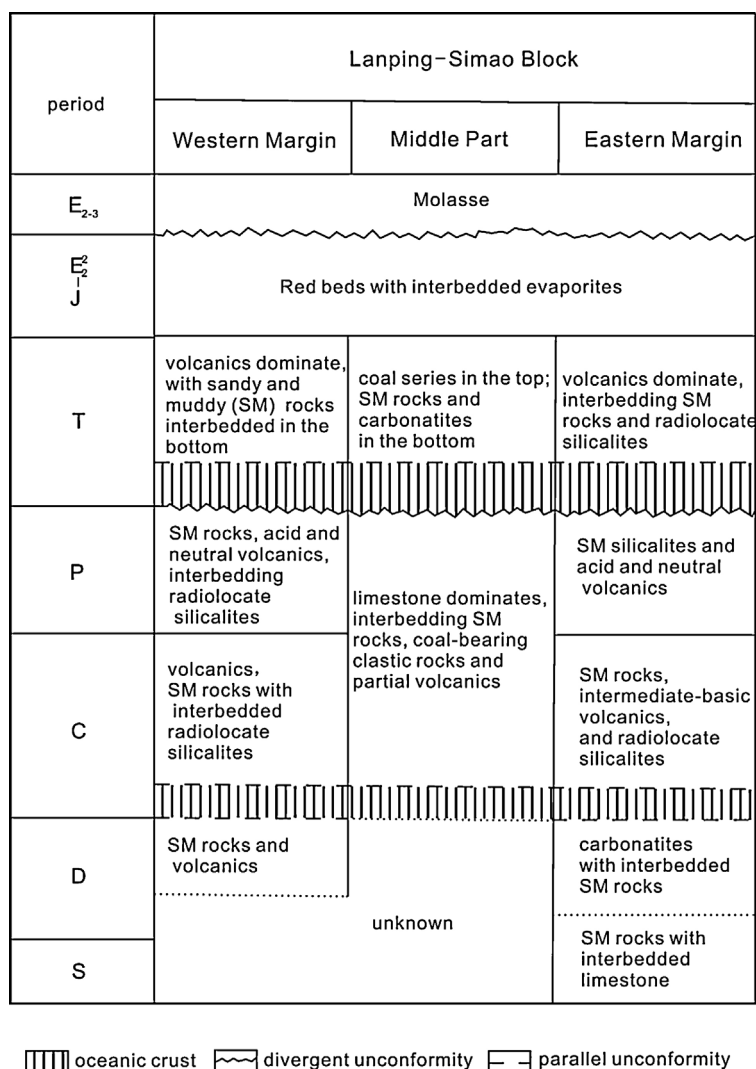 Lanping-Simao Block
period
Western Margin
Middle Part
Eastern Margin
E2-3
Molasse
E22
J
Red beds with interbedded evaporites
T
volcanics dominate,
with sandy and
muddy (SM) rocks
interbedded in the
bottom
coal series in the top;
SM rocks and
carbonatites
in the bottom
volcanics dominate,
interbedding SM
rocks and radiolocate
silicalites
P
SM rocks, acid and
neutral volcanics,
interbedding
radiolocate
silicalites
limestone dominates,
interbedding SM
rocks, coal-bearing
clastic rocks and
partial volcanics
SM silicalites and
acid and neutral
volcanics
C
volcanics,
SM rocks with
interbedded
radiolocate
silicalites
SM rocks,
intermediate-basic
volcanics,
and radiolocate
silicalites
D
SM rocks and
volcanics
carbonatites
with interbedded
SM rocks
unknown
S
SM rocks with
interbedded
limestone
oceanic crust
divergent unconformity
parallel unconformity